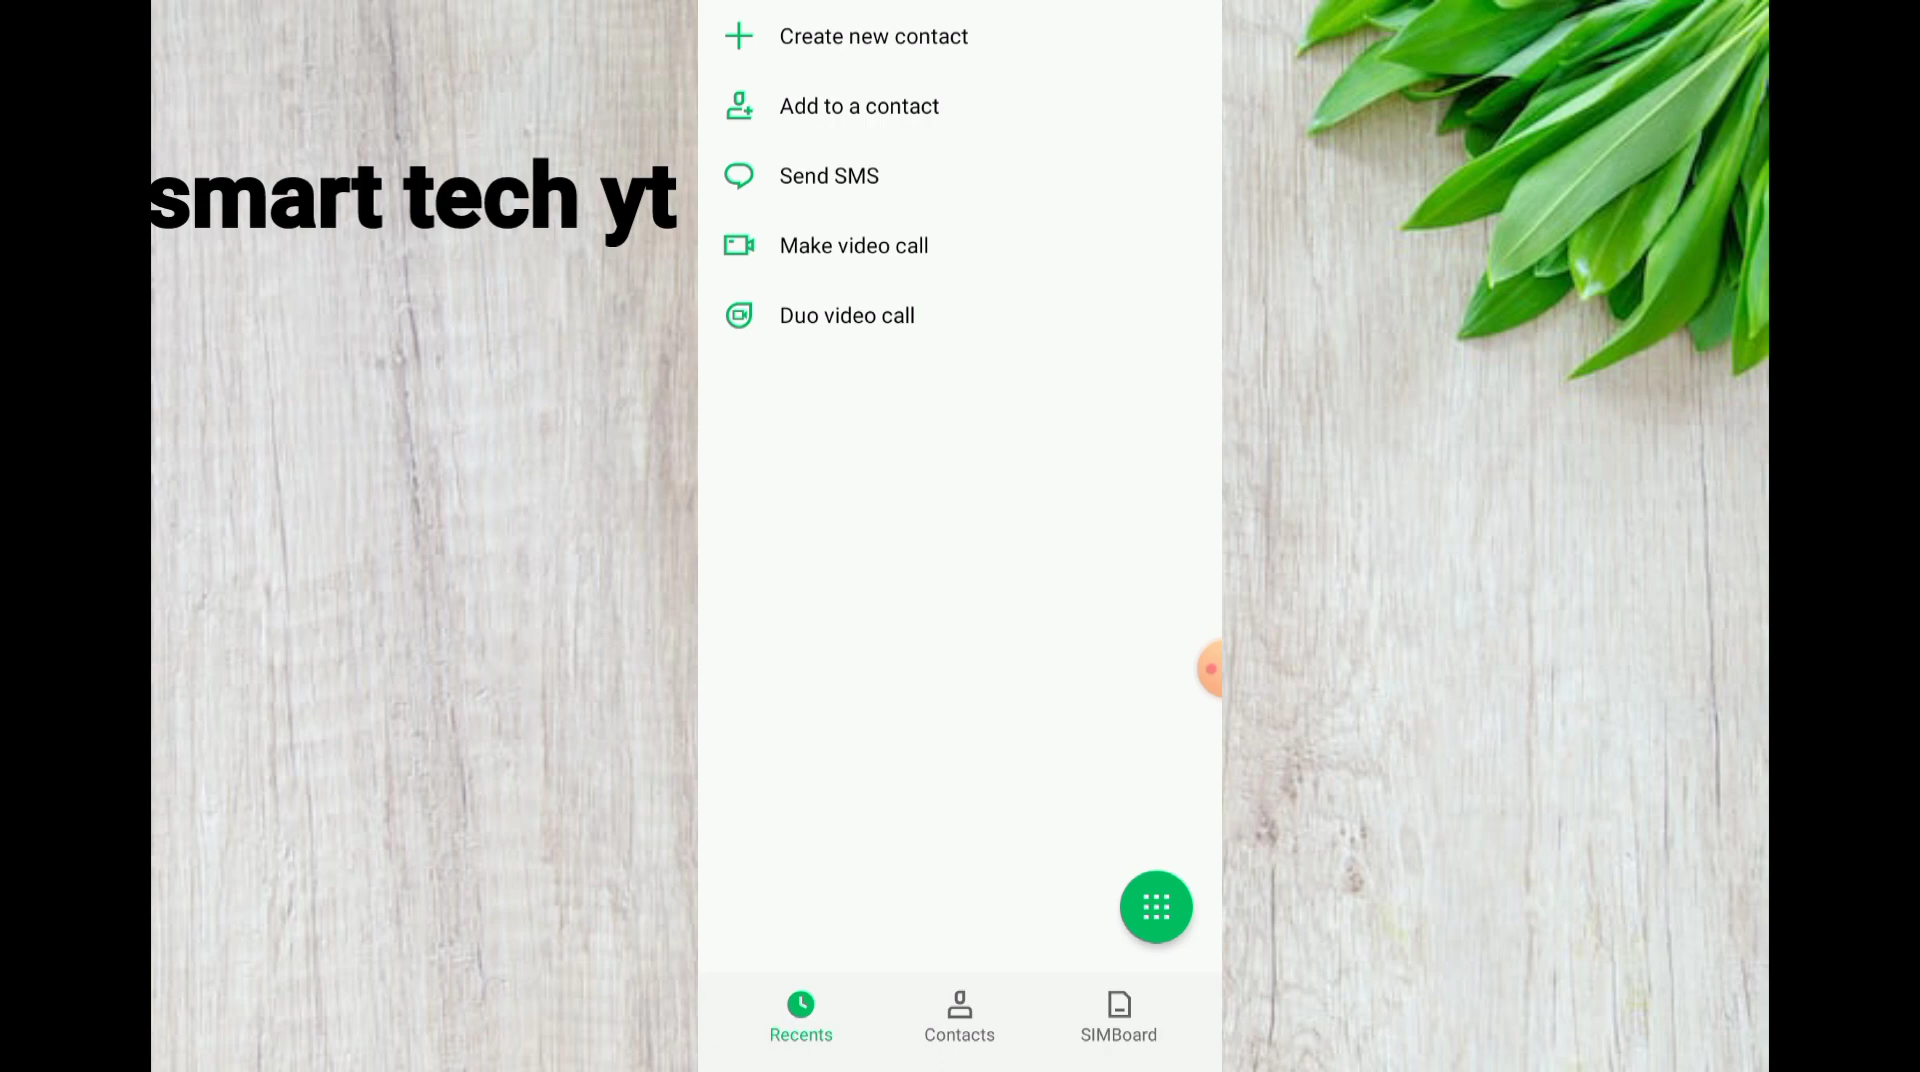 smart tech yt
Create new contact
Add to a contact
Send SMS
Make video call
Duo video call
Recents
Contacts
SIMBoard